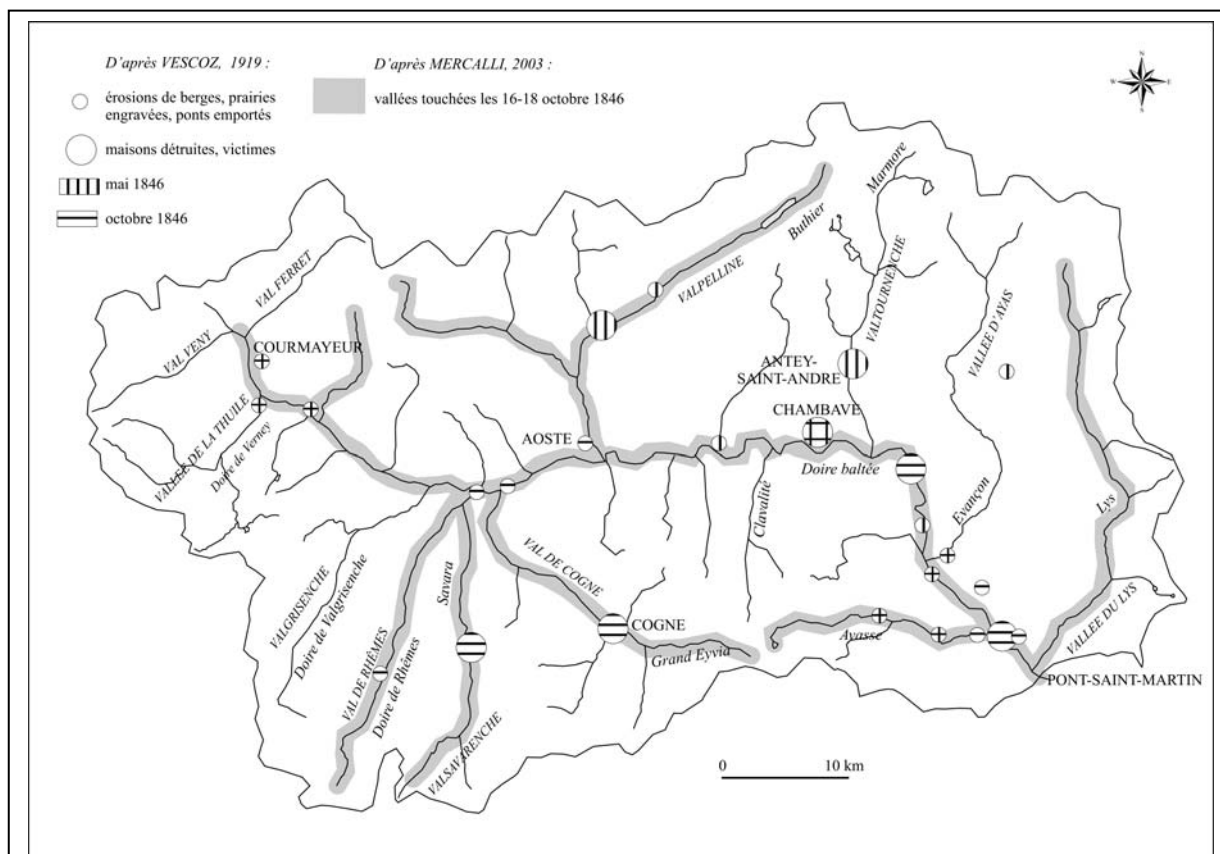 D'après VESCOZ, 1919 :
D'après MERCALLI, 2003 :
érosions de berges, prairies
engravées, ponts emportés
vallées touchées les 16-18 octobre 1846
maisons détruites, victimes
mai 1846
octobre 1846
N
W
E
S
Marmore
Buthier
VAL FERRET
VALPELLINE
VALTOURNENCHE
VAL VENY
COURMAYEUR
VALLEE D'AYAS
ANTEY-
SAINT-ANDRE
VALLEE DE LA THUILE
Doire de Verney
CHAMBAVE
AOSTE
Doire baltée
Clavalité
Evançon
Lys
VAL DE COGNE
Savara
VALGRISENCHE
Doire de Valgrisenche
VAL DE RHÊMES
Doire de Rhêmes
COGNE
Grand Eyvia
Ayasse
VALLEE DU LYS
PONT-SAINT-MARTIN
VALSAVARENCHE
0
10 km